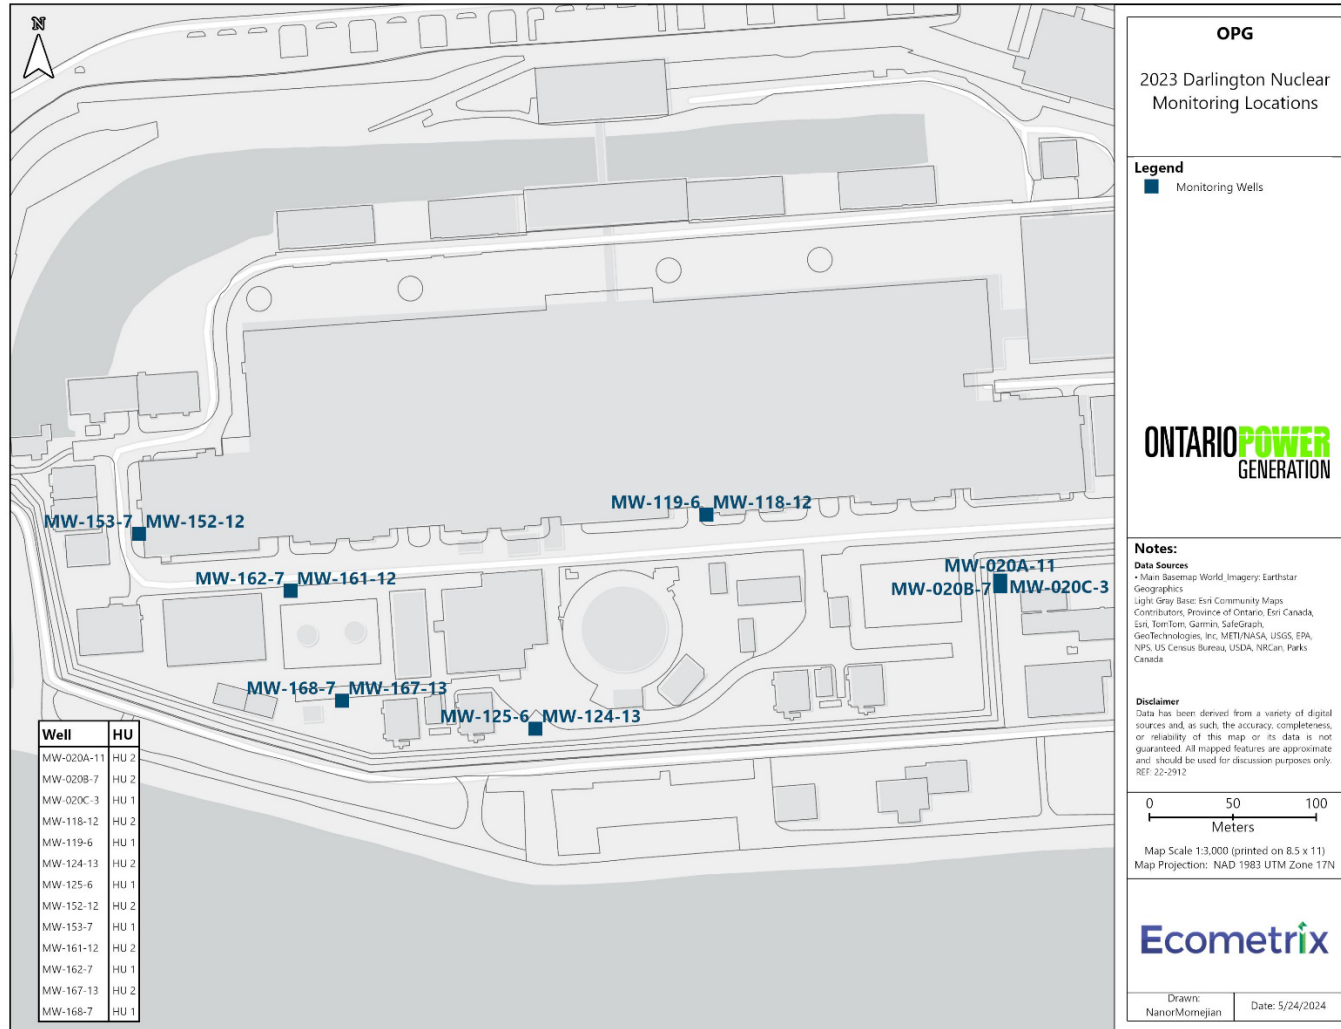 N
MW-119-6 MW-118-12
MW-153-7 MW-152-12
MW-162-7 MW-161-12
MW-020A-11
MW-020B-7 MW-020C-3
MW-168-7 MW-167-13
MW-125-6 MW-124-13
Well HU
MW-020A-11 HU 2
MW-020B-7 HU 2
MW-020C-3 HU 1
MW-118-12 HU 2
MW-119-6 HU 1
MW-124-13 HU 2
MW-125-6 HU 1
MW-152-12 HU 2
MW-153-7 HU 1
MW-161-12 HU 2
MW-162-7 HU 1
MW-167-13 HU 2
MW-168-7 HU 1
OPG
2023 Darlington Nuclear
Monitoring Locations
Legend
Monitoring Wells
ONTARIOPOWER
GENERATION
Notes:
Data Sources
• Main Basemap World_Imagery: Earthstar
Geographics
Light Gray Base: Esri Community Maps
Contributors, Province of Ontario, Esri Canada,
Esri, TomTom, Garmin, SafeGraph,
GeoTechnologies, Inc, METI/NASA, USGS, EPA,
NPS, US Census Bureau, USDA, NRCan, Parks
Canada
Disclaimer
Data has been derived from a variety of digital
sources and, as such, the accuracy, completeness,
or reliability of this map or its data is not
guaranteed. All mapped features are approximate
and should be used for discussion purposes only.
REF: 22-2912
0 50 100
Meters
Map Scale 1:3,000 (printed on 8.5 x 11)
Map Projection: NAD 1983 UTM Zone 17N
Ecometrix
Drawn:
NanorMomejian
Date: 5/24/2024